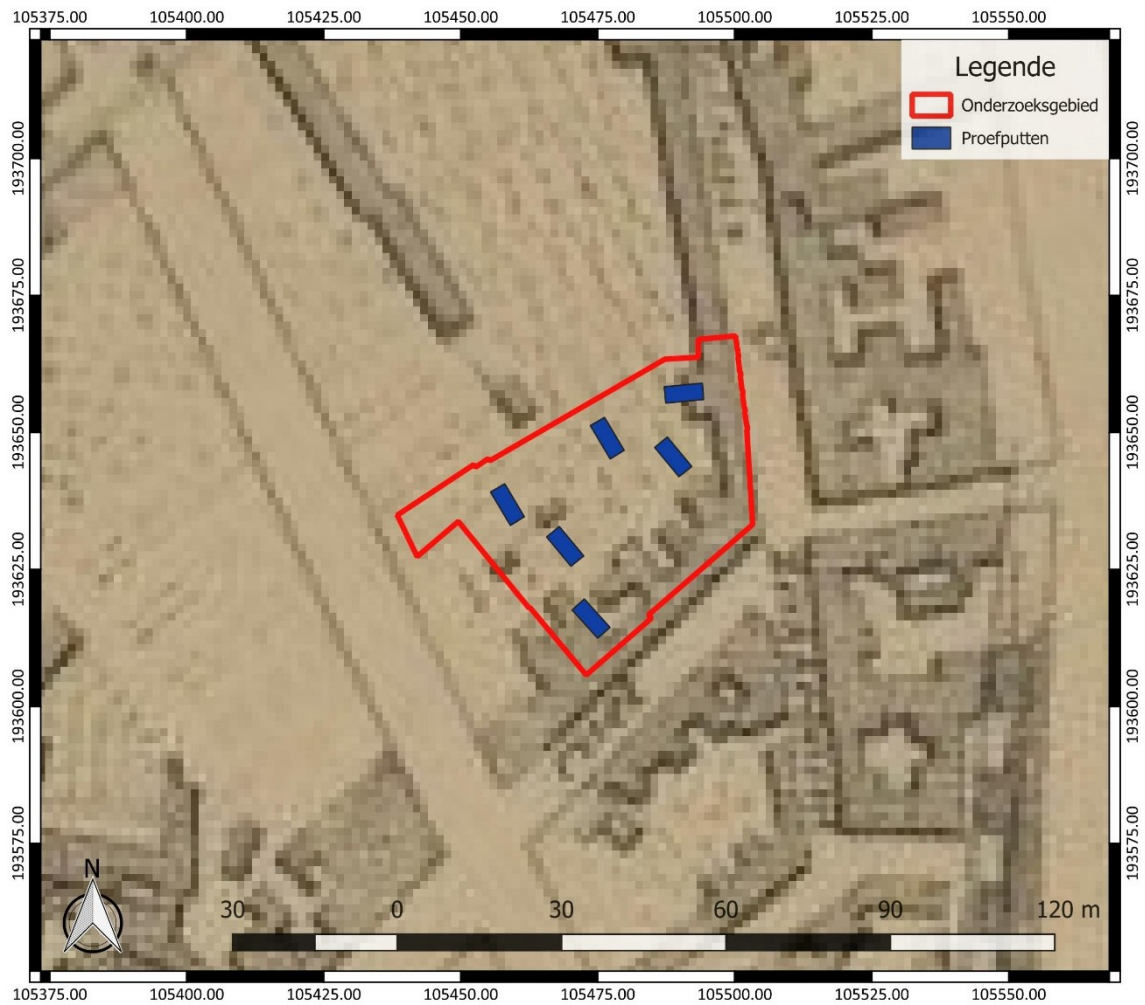 105375.00 105400.00 105425.00 105450.00 105475.00 105500.00 105525.00 105550.00
Legende
Onderzoeksgebied
Proefputten
193700.00 193700.00
193675.00 193675.00
193650.00 193650.00
193625.00 193625.00
193600.00 193600.00
193575.00 193575.00
N
30 0 30 60 90 120 m
105375.00 105400.00 105425.00 105450.00 105475.00 105500.00 105525.00 105550.00